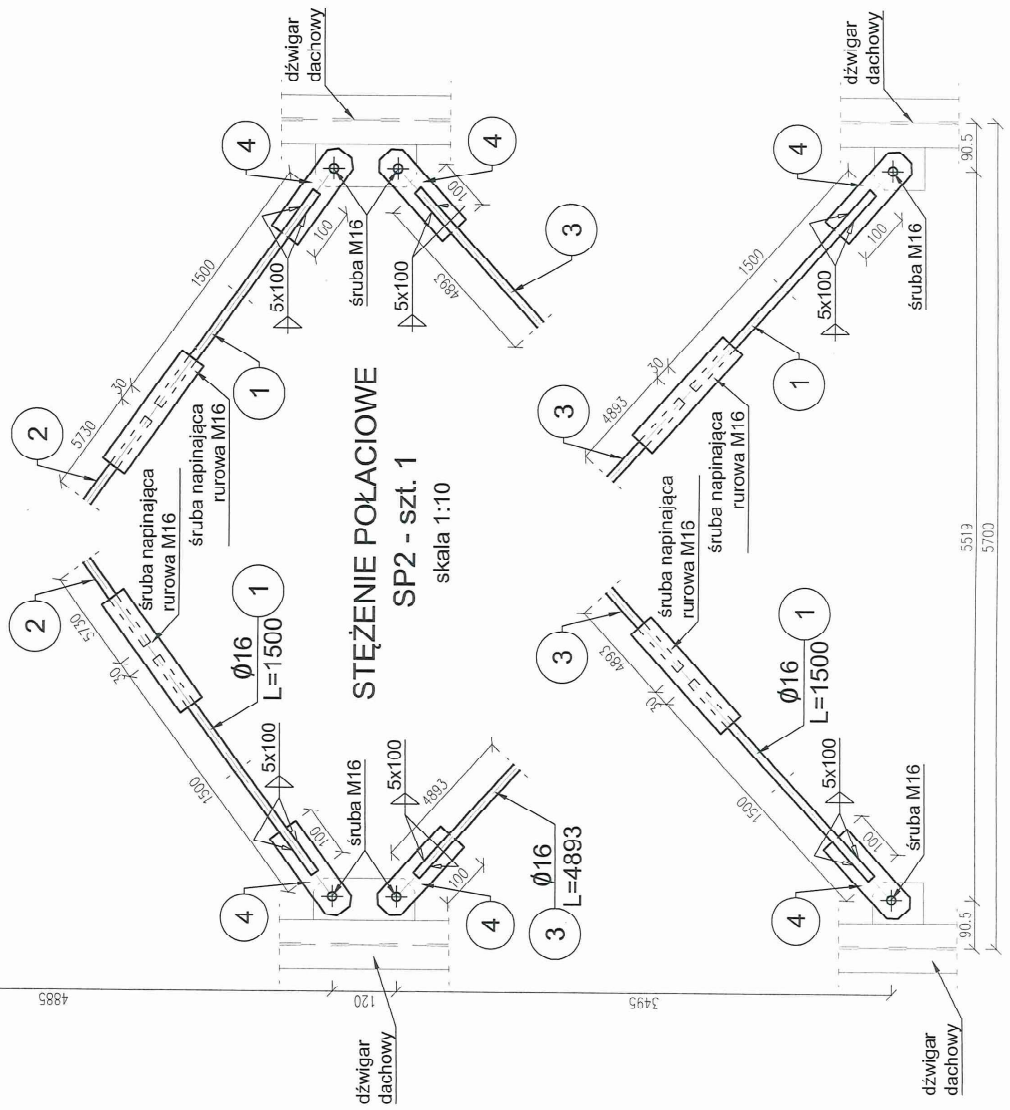 dźwigar
dachowy
4
4
śruba M16
100
100
5x100
5x100
1500
4893
3
30
5730
2
1
śruba napinająca
rurowa M16
śruba napinająca
rurowa M16
STĘŻENIE POŁACIOWE
SP2 - szt. 1
skala 1:10
2
5730
30
1
Ø16
L=1500
1500
5x100
100
śruba M16
5x100
4893
100
4
4
Ø16
L=4893
3
dźwigar
dachowy
4885
120
3495
dźwigar
dachowy
90.5
4
śruba M16
100
5x100
1500
1
30
4893
3
śruba napinająca
rurowa M16
śruba napinająca
rurowa M16
3
4893
30
1
Ø16
L=1500
1500
5x100
100
śruba M16
4
90.5
5519
5700
dźwigar
dachowy